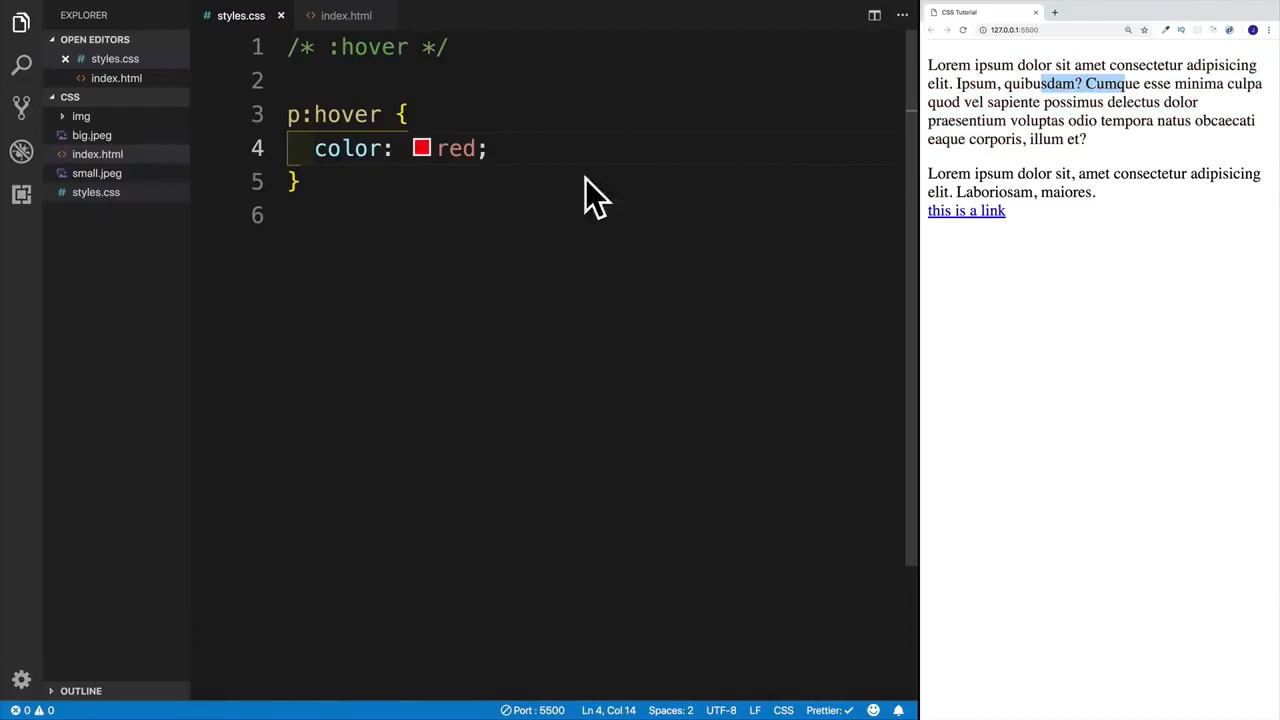 EXPLORER
OPEN EDITORS
# styles.css
<> index.html
CSS
img
big.jpeg
<> index.html
small.jpeg
# styles.css
OUTLINE
# styles.css
<> index.html
1 /* :hover */
2
3 p:hover {
4 color: red;
5 }
6
0 0
Port : 5500
Ln 4, Col 14
Spaces: 2
UTF-8
LF
CSS
Prettier: ✓
CSS Tutorial
127.0.0.1:5500
Lorem ipsum dolor sit amet consectetur adipisicing
elit. Ipsum, quibusdam? Cumque esse minima culpa
quod vel sapiente possimus delectus dolor
praesentium voluptas odio tempora natus obcaecati
eaque corporis, illum et?
Lorem ipsum dolor sit, amet consectetur adipisicing
elit. Laboriosam, maiores.
this is a link